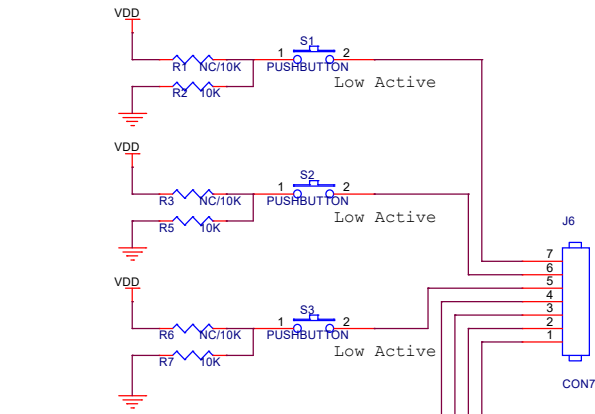 VDD
S1
1 2
R1 NC/10K PUSHBUTTON
Low Active
R2 10K
VDD
S2
1 2
R3 NC/10K PUSHBUTTON
Low Active
R5 10K
J6
7
6
5
4
3
2
1
CON7
VDD
S3
1 2
R6 NC/10K PUSHBUTTON
Low Active
R7 10K